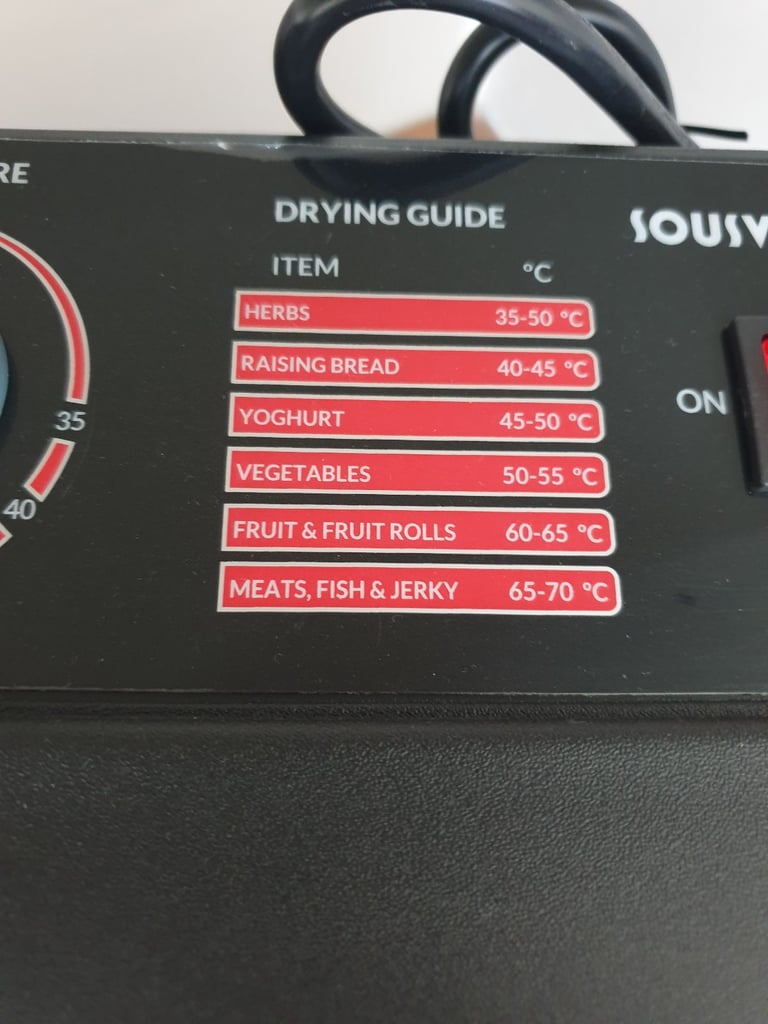 RE
DRYING GUIDE
SOUSV
ITEM °C
HERBS 35-50 °C
RAISING BREAD 40-45 °C
YOGHURT 45-50 °C
VEGETABLES 50-55 °C
FRUIT & FRUIT ROLLS 60-65 °C
MEATS, FISH & JERKY 65-70 °C
ON
35
40